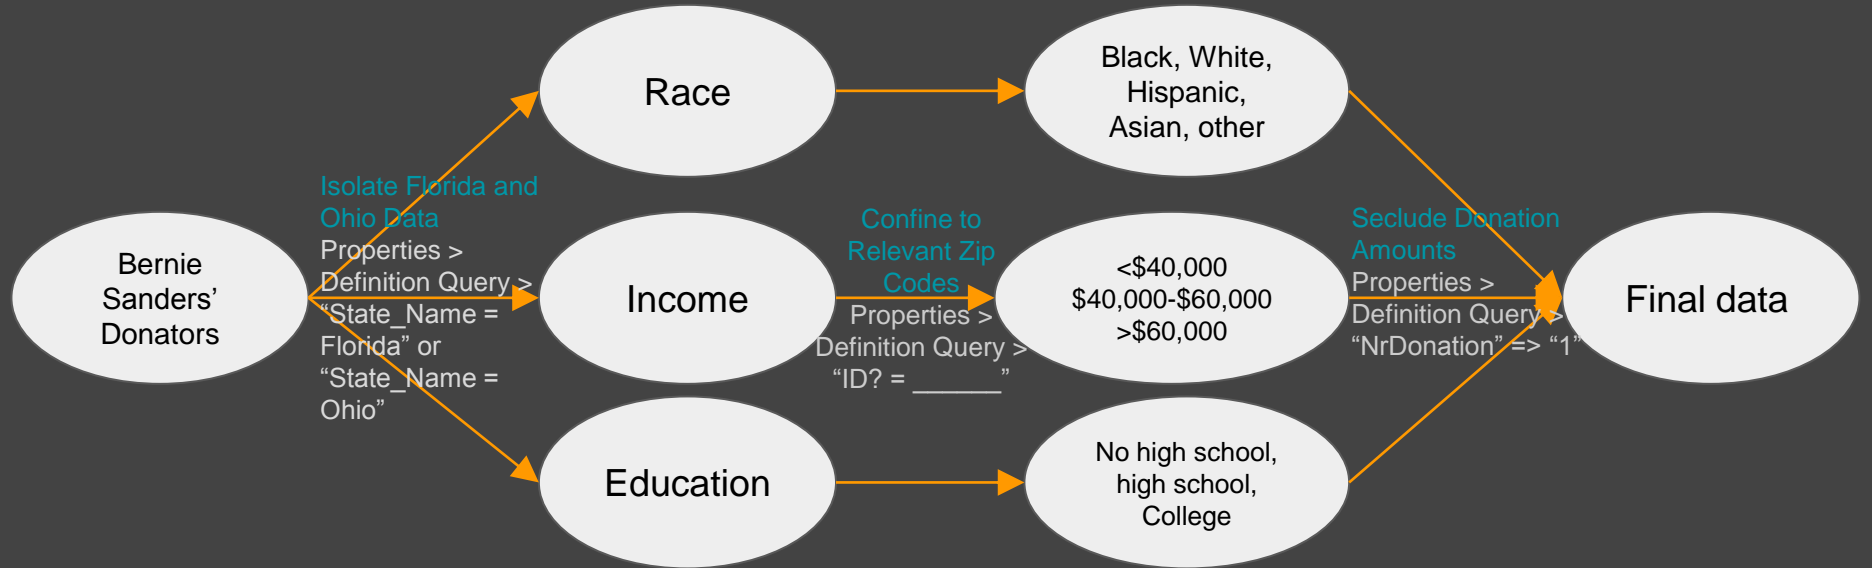 Bernie
Sanders’
Donators
Isolate Florida and
Ohio Data
Properties >
Definition Query >
“State_Name =
Florida” or
“State_Name =
Ohio”
Race
Income
Education
Confine to
Relevant Zip
Codes
Properties >
Definition Query >
“ID? = ______”
Black, White,
Hispanic,
Asian, other
<$40,000
$40,000-$60,000
>$60,000
No high school,
high school,
College
Seclude Donation
Amounts
Properties >
Definition Query >
“NrDonation” => “1”
Final data